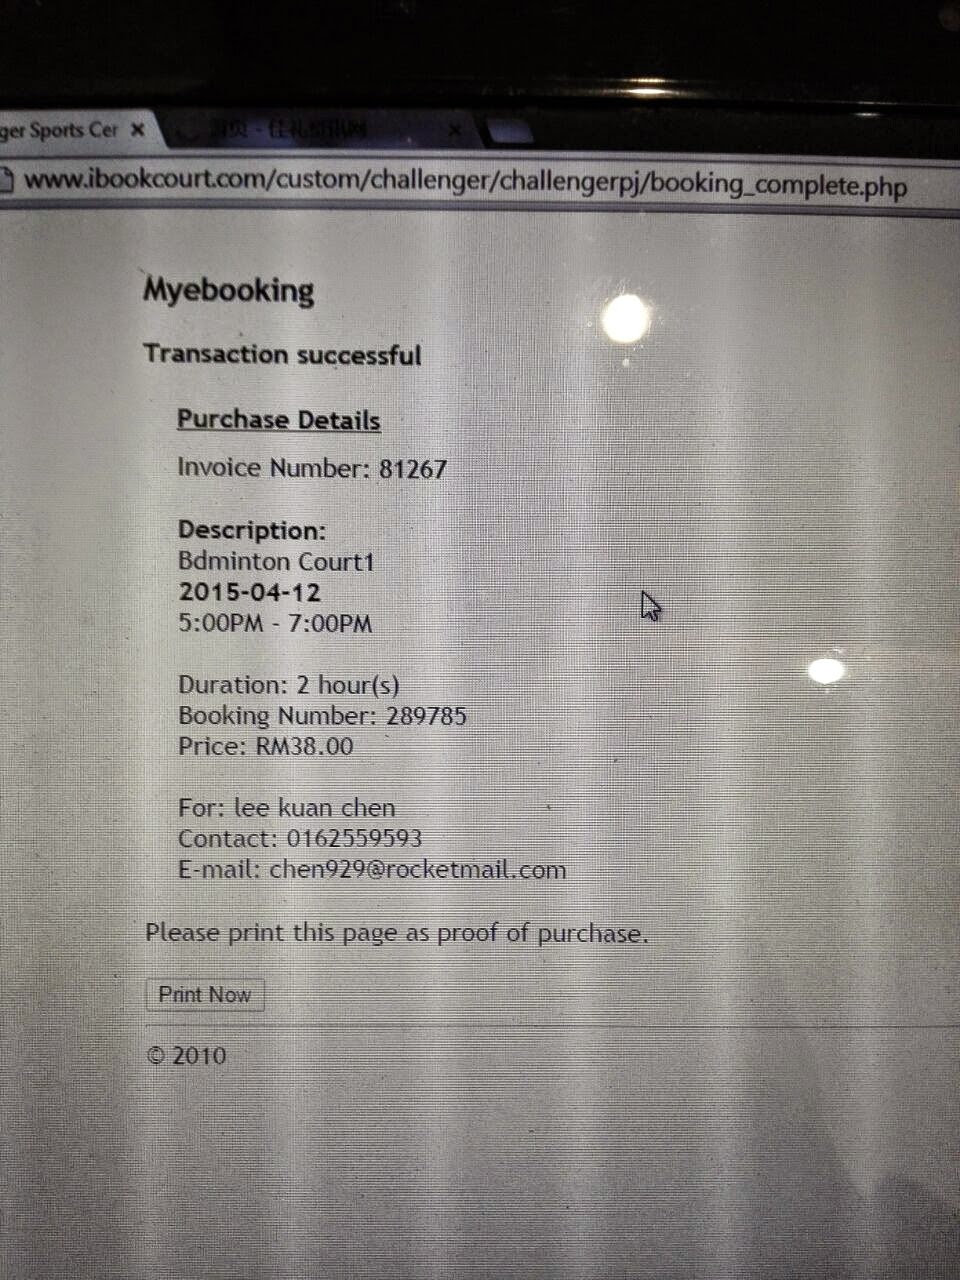 ger Sports Cer
www.ibookcourt.com/custom/challenger/challengerpj/booking_complete.php
Myebooking
Transaction successful
Purchase Details
Invoice Number: 81267
Description:
Bdminton Court1
2015-04-12
5:00PM - 7:00PM
Duration: 2 hour(s)
Booking Number: 289785
Price: RM38.00
For: lee kuan chen
Contact: 0162559593
E-mail: chen929@rocketmail.com
Please print this page as proof of purchase.
Print Now
© 2010